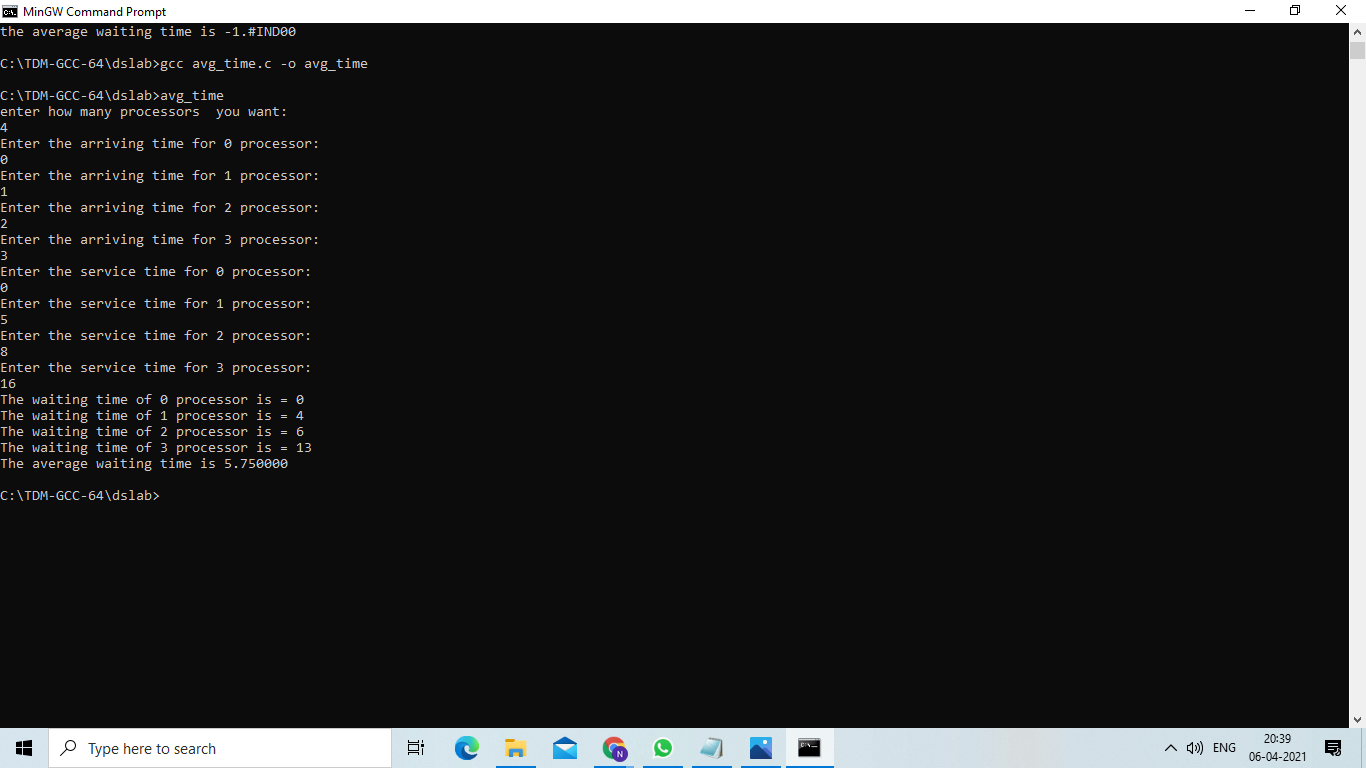 MinGW Command Prompt
the average waiting time is -1.#IND00
C:\TDM-GCC-64\dslab>gcc avg_time.c -o avg_time
C:\TDM-GCC-64\dslab>avg_time
enter how many processors  you want:
4
Enter the arriving time for 0 processor:
0
Enter the arriving time for 1 processor:
1
Enter the arriving time for 2 processor:
2
Enter the arriving time for 3 processor:
3
Enter the service time for 0 processor:
0
Enter the service time for 1 processor:
5
Enter the service time for 2 processor:
8
Enter the service time for 3 processor:
16
The waiting time of 0 processor is = 0
The waiting time of 1 processor is = 4
The waiting time of 2 processor is = 6
The waiting time of 3 processor is = 13
The average waiting time is 5.750000
C:\TDM-GCC-64\dslab>
Type here to search
N
ENG
20:39
06-04-2021